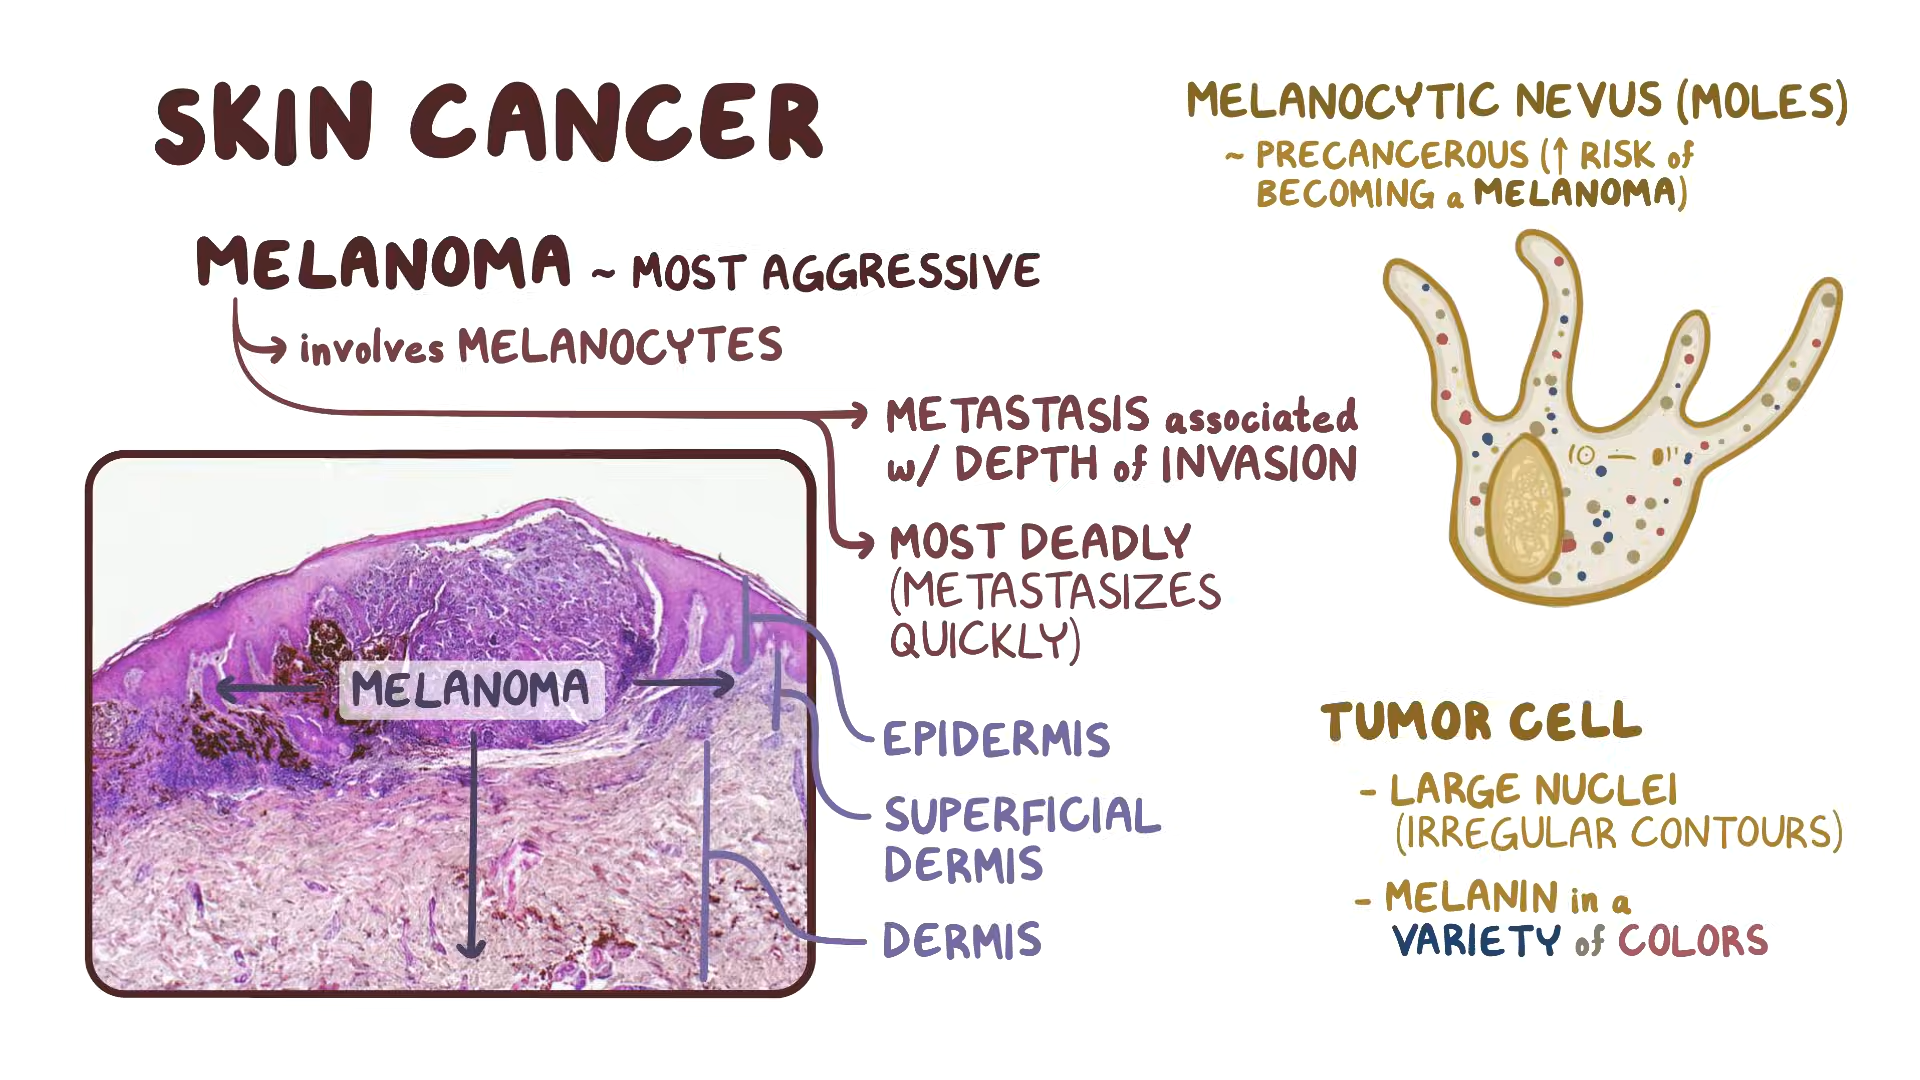 SKIN CANCER
MELANOMA ~ MOST AGGRESSIVE
involves MELANOCYTES
METASTASIS associated
w/ DEPTH of INVASION
MOST DEADLY
(METASTASIZES
QUICKLY)
MELANOMA
EPIDERMIS
SUPERFICIAL
DERMIS
DERMIS
MELANOCYTIC NEVUS (MOLES)
~ PRECANCEROUS (↑ RISK of
BECOMING a MELANOMA)
TUMOR CELL
- LARGE NUCLEI
(IRREGULAR CONTOURS)
- MELANIN in a
VARIETY of COLORS